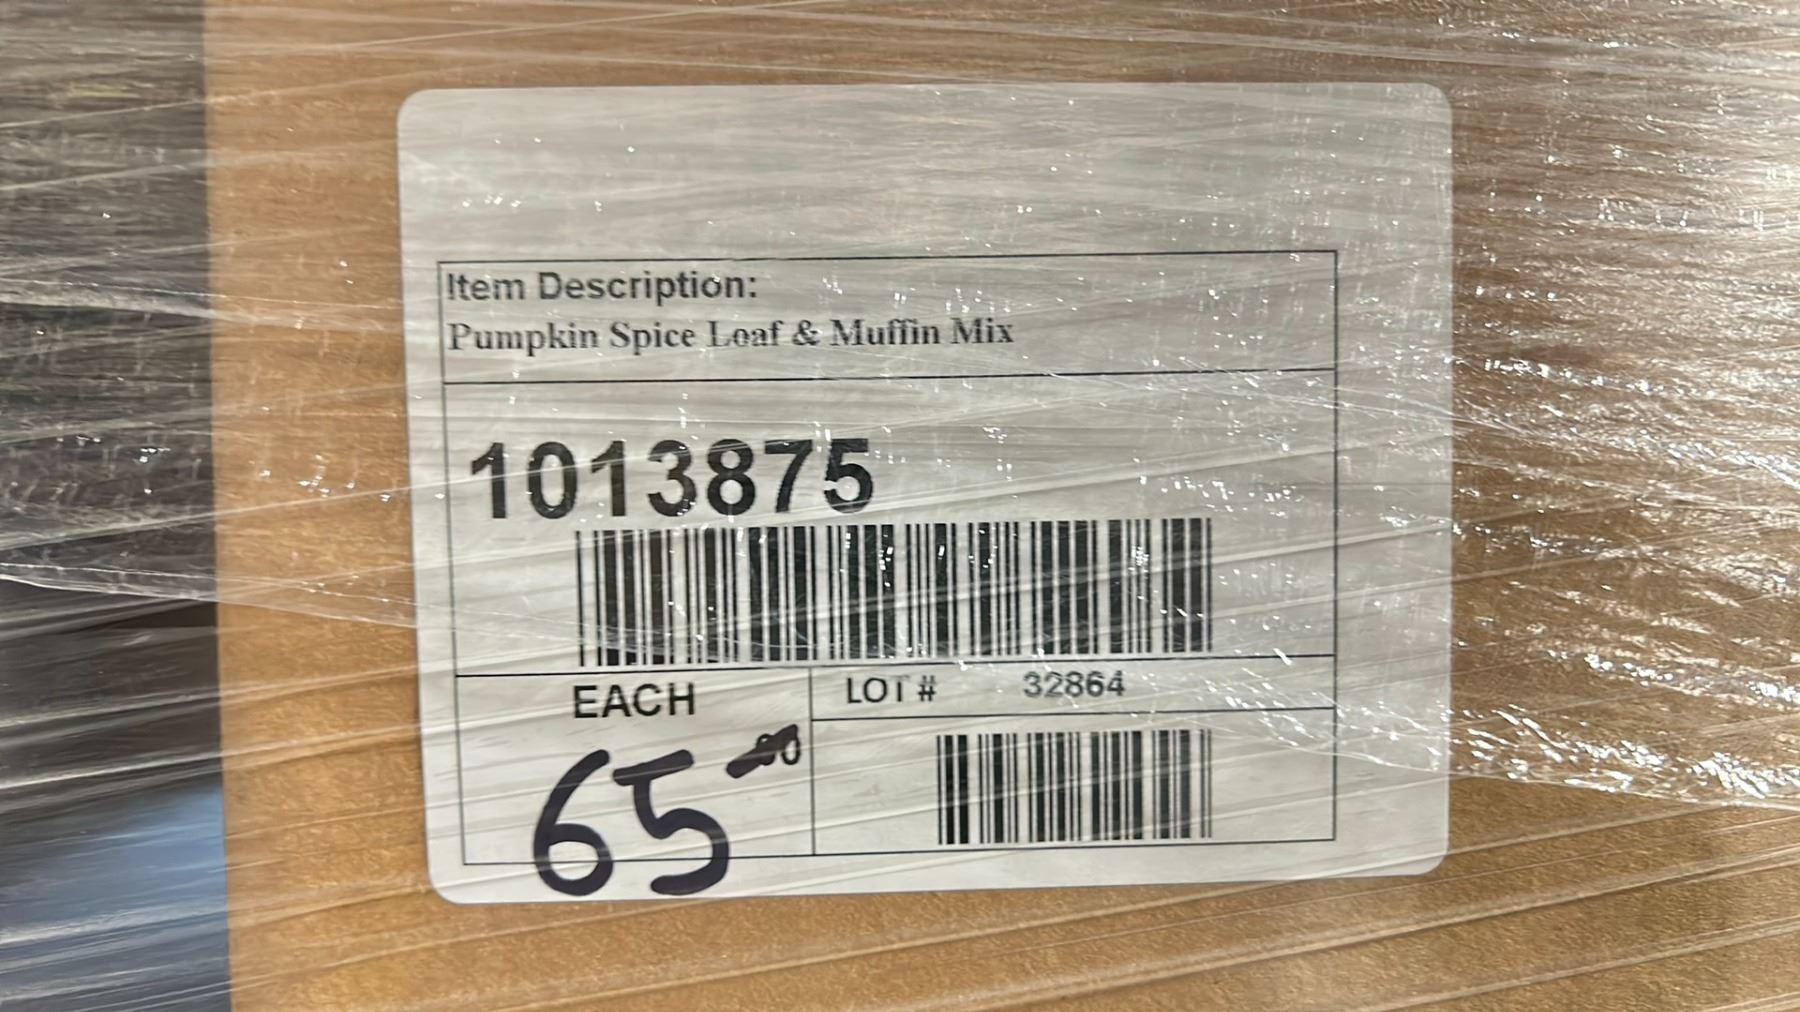 Item Description:
Pumpkin Spice Loaf & Muffin Mix
1013875
EACH
65
LOT # 32864